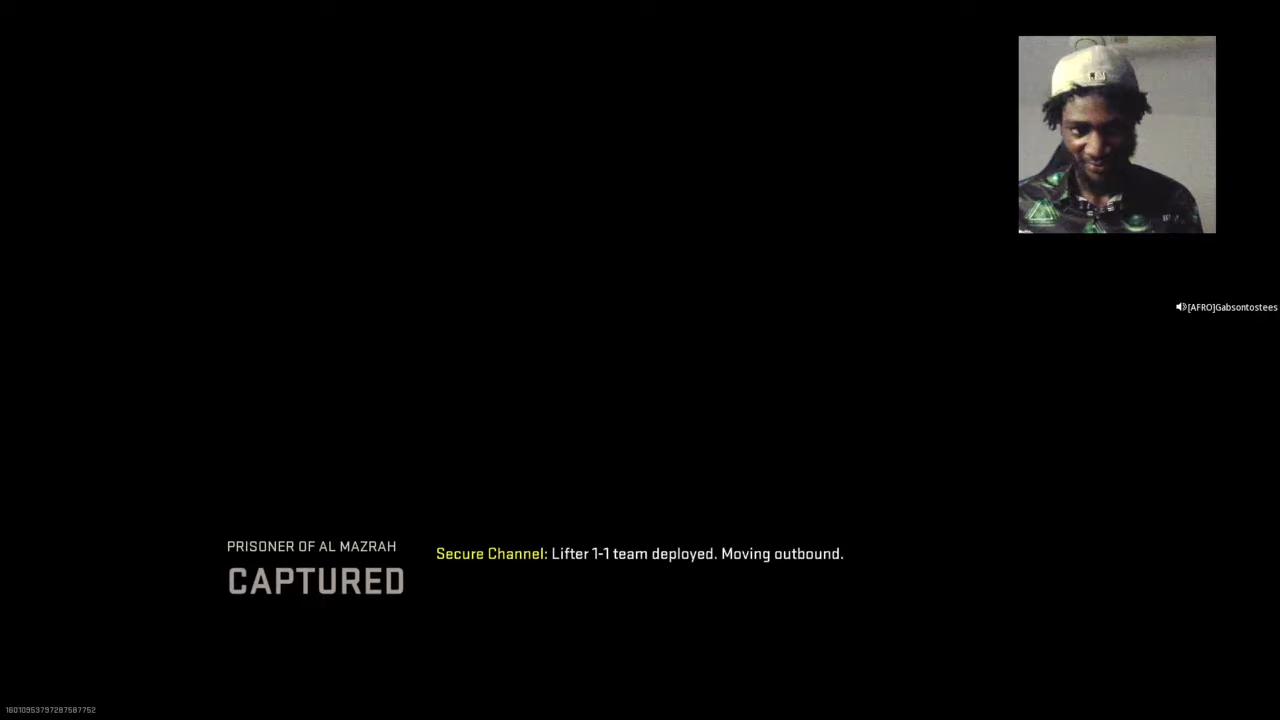 [AFRO]Gabsontostees
PRISONER OF AL MAZRAH
CAPTURED
Secure Channel: Lifter 1-1 team deployed. Moving outbound.
16010953797287587752